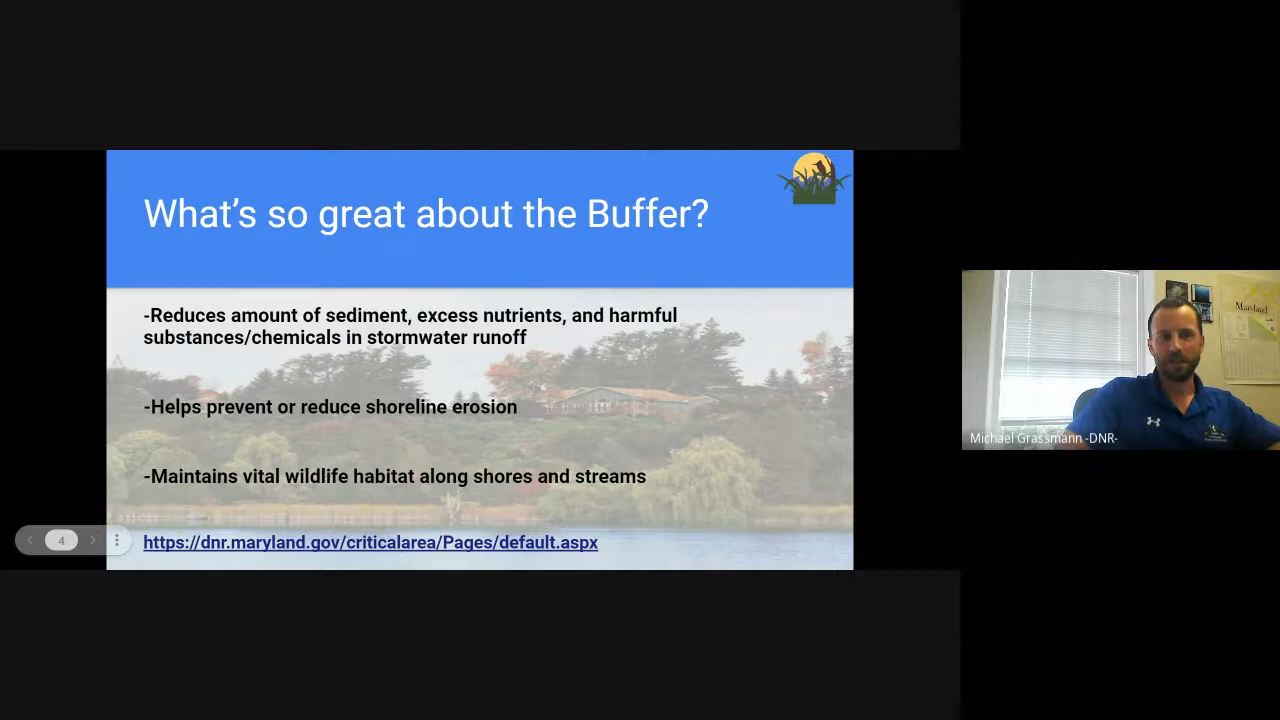 What's so great about the Buffer?
-Reduces amount of sediment, excess nutrients, and harmful
substances/chemicals in stormwater runoff
-Helps prevent or reduce shoreline erosion
-Maintains vital wildlife habitat along shores and streams
https://dnr.maryland.gov/criticalarea/Pages/default.aspx
4
Maryland
Michael Grassmann -DNR-